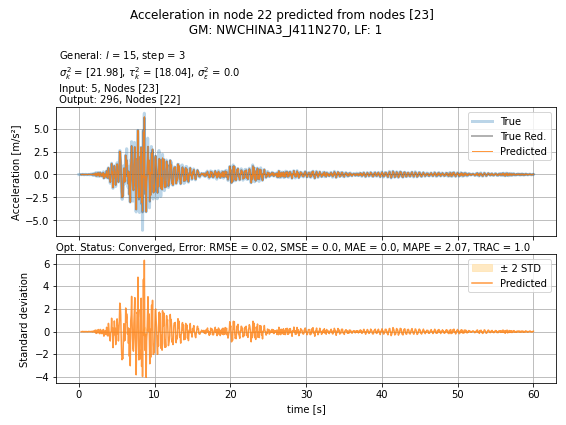 Acceleration in node 22 predicted from nodes [23]
GM: NWCHINA3_J411N270, LF: 1
General: l = 15, step = 3
σ²ₖ = [21.98], τ²ₖ = [18.04], σ²ε = 0.0
Input: 5, Nodes [23]
Output: 296, Nodes [22]
True
True Red.
Predicted
Acceleration [m/s²]
5.0
2.5
0.0
−2.5
−5.0
Opt. Status: Converged, Error: RMSE = 0.02, SMSE = 0.0, MAE = 0.0, MAPE = 2.07, TRAC = 1.0
± 2 STD
Predicted
Standard deviation
6
4
2
0
−2
−4
0 10 20 30 40 50 60
time [s]